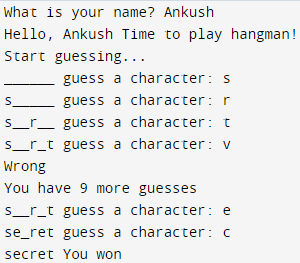 What is your name? Ankush
Hello, Ankush Time to play hangman!
Start guessing...
______ guess a character: s
s_____ guess a character: r
s__r__ guess a character: t
s__r_t guess a character: v
Wrong
You have 9 more guesses
s__r_t guess a character: e
se_ret guess a character: c
secret You won